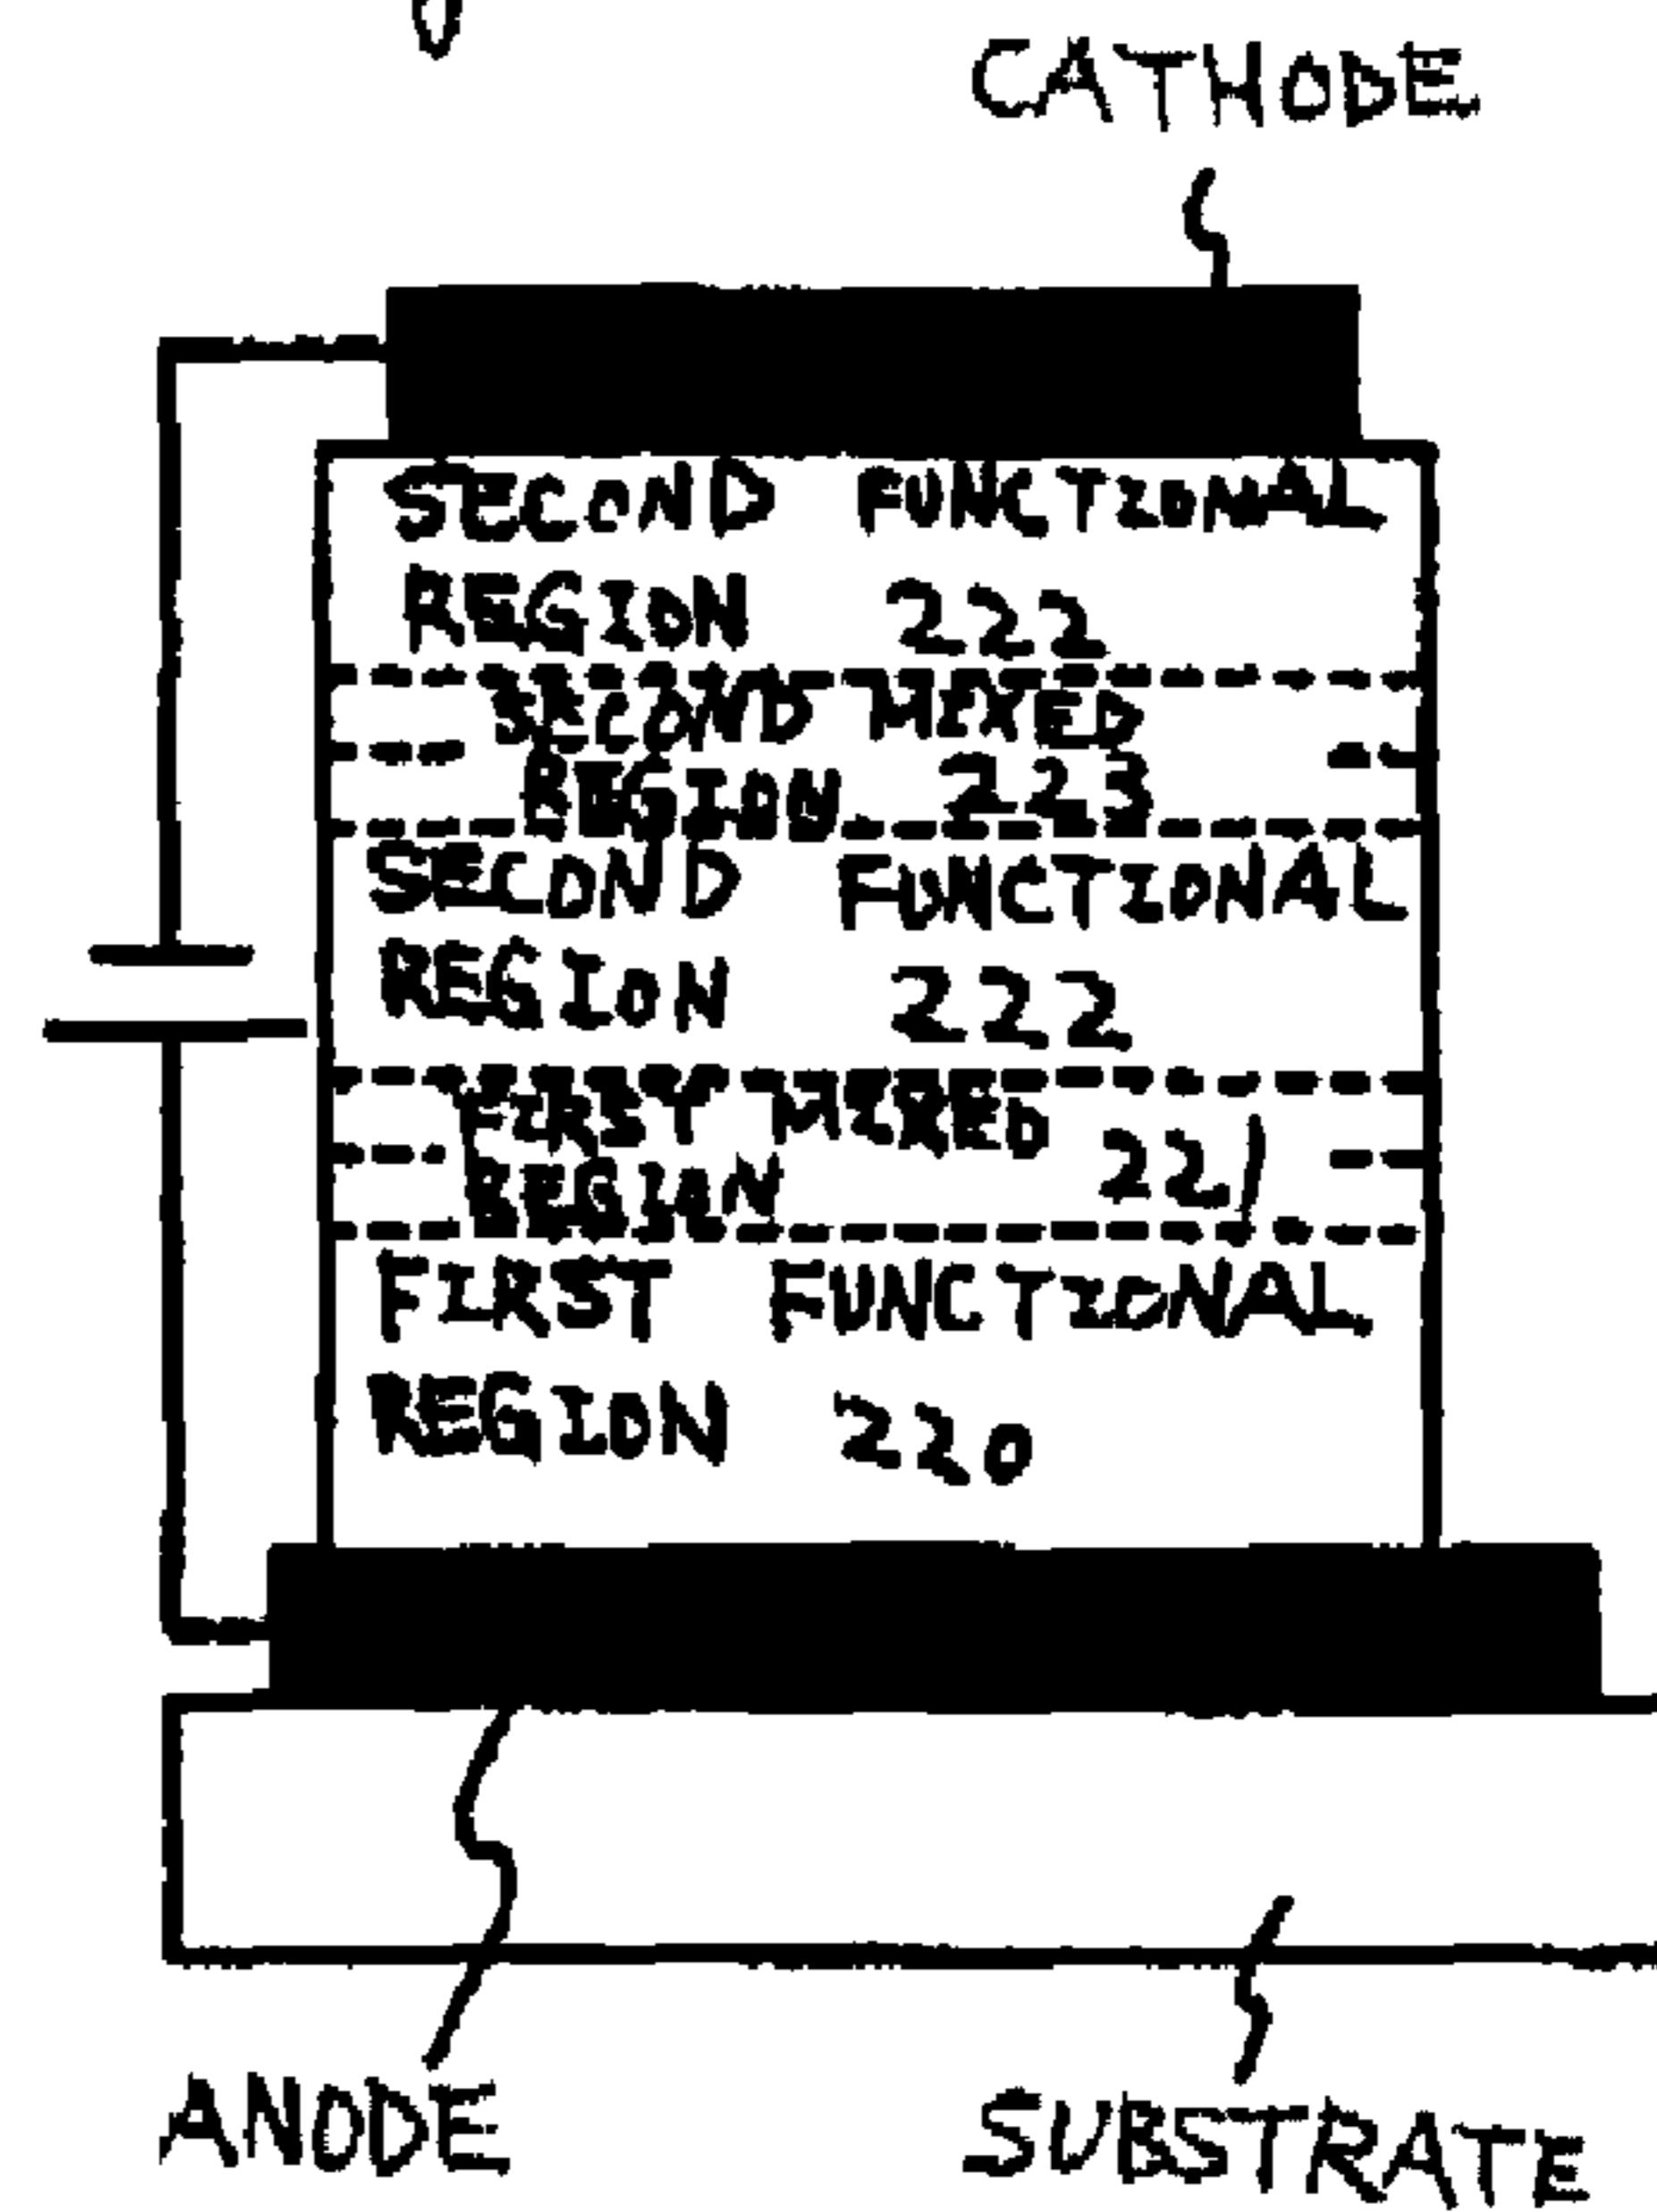 CATHODE
SECOND FUNCTIONAL
REGION 222
SECOND MIXED
REGION 223
SECOND FUNCTIONAL
REGION 222
FIRST MIXED
REGION 221
FIRST FUNCTIONAL
REGION 220
ANODE SUBSTRATE